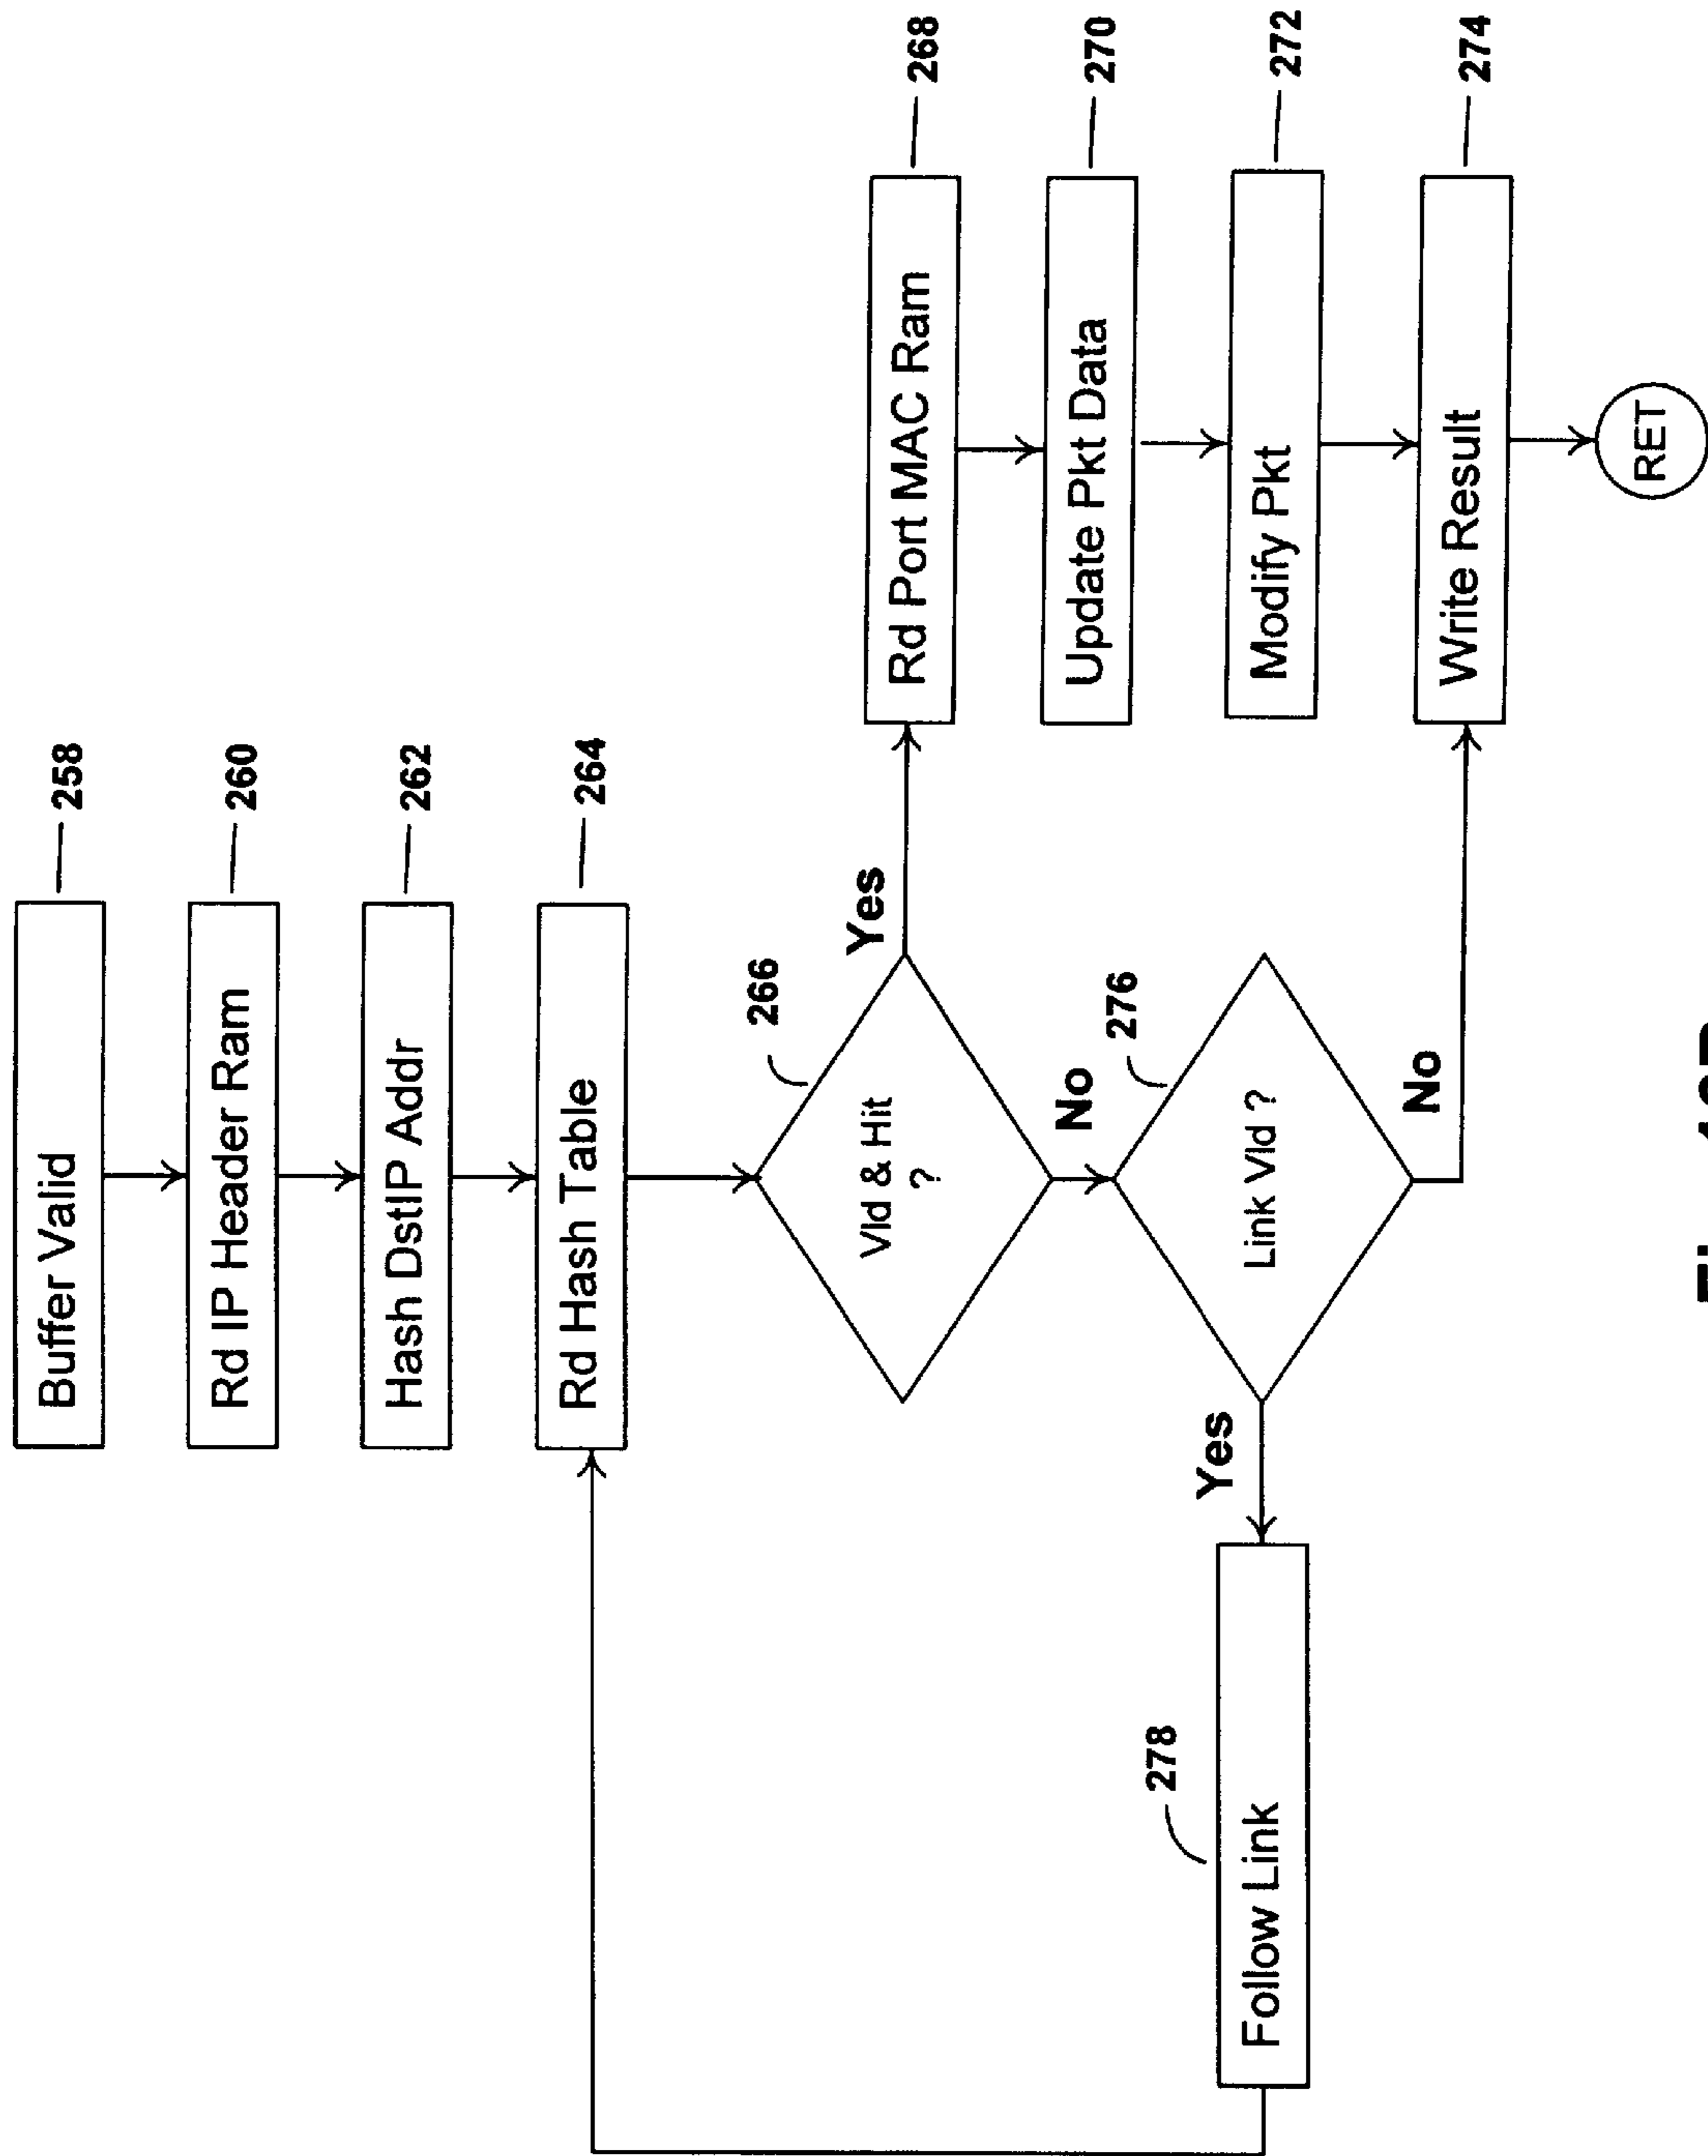 Buffer Valid
258
Rd IP Header Ram
260
Hash DstIP Addr
262
Rd Hash Table
264
Vld & Hit
?
266
Yes
No
Rd Port MAC Ram
268
Update Pkt Data
270
Modify Pkt
272
Write Result
274
RET
Link Vld ?
276
Yes
No
Follow Link
278